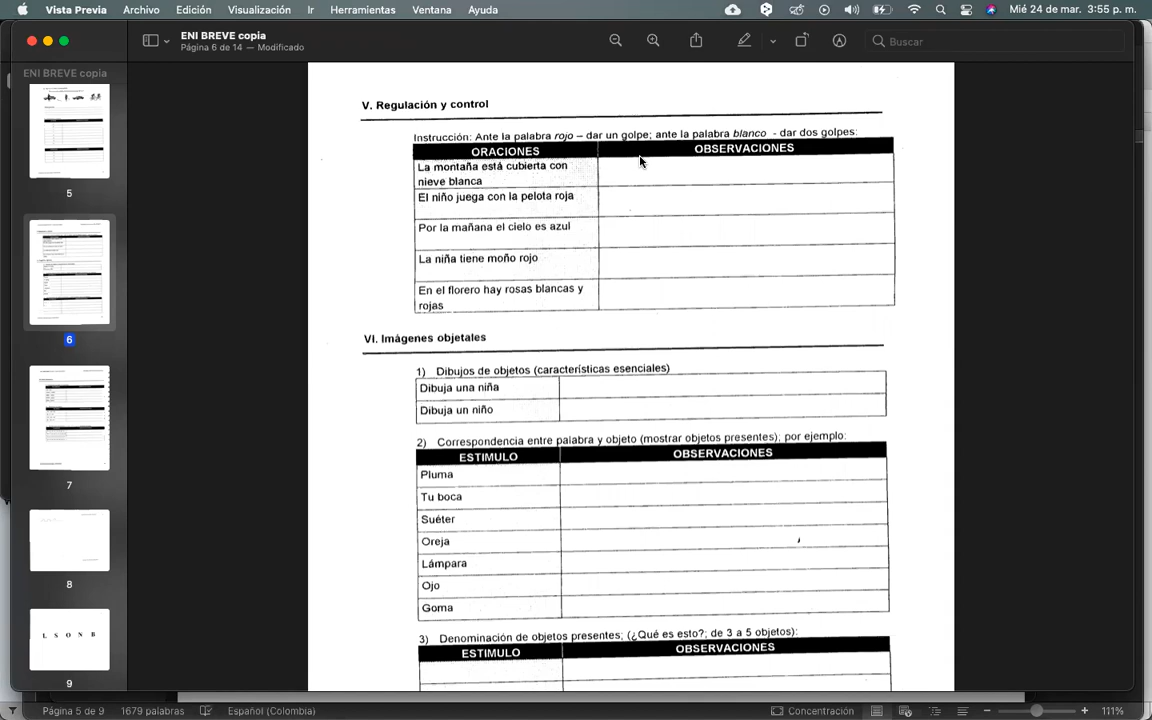 Vista Previa Archivo Edición Visualización Ir Herramientas Ventana Ayuda Mié 24 de mar. 3:55 p. m.
ENI BREVE copia
Página 6 de 14 — Modificado
Buscar
ENI BREVE copia
5
6
7
8
L S O N B
9
V. Regulación y control
Instrucción: Ante la palabra rojo – dar un golpe; ante la palabra blanco - dar dos golpes:
ORACIONES OBSERVACIONES
La montaña está cubierta con
nieve blanca
El niño juega con la pelota roja
Por la mañana el cielo es azul
La niña tiene moño rojo
En el florero hay rosas blancas y
rojas
VI. Imágenes objetales
1) Dibujos de objetos (características esenciales)
Dibuja una niña
Dibuja un niño
2) Correspondencia entre palabra y objeto (mostrar objetos presentes); por ejemplo:
ESTIMULO OBSERVACIONES
Pluma
Tu boca
Suéter
Oreja
Lámpara
Ojo
Goma
3) Denominación de objetos presentes; (¿Qué es esto?; de 3 a 5 objetos):
ESTIMULO OBSERVACIONES
Página 5 de 9 1679 palabras Español (Colombia) Concentración 111%